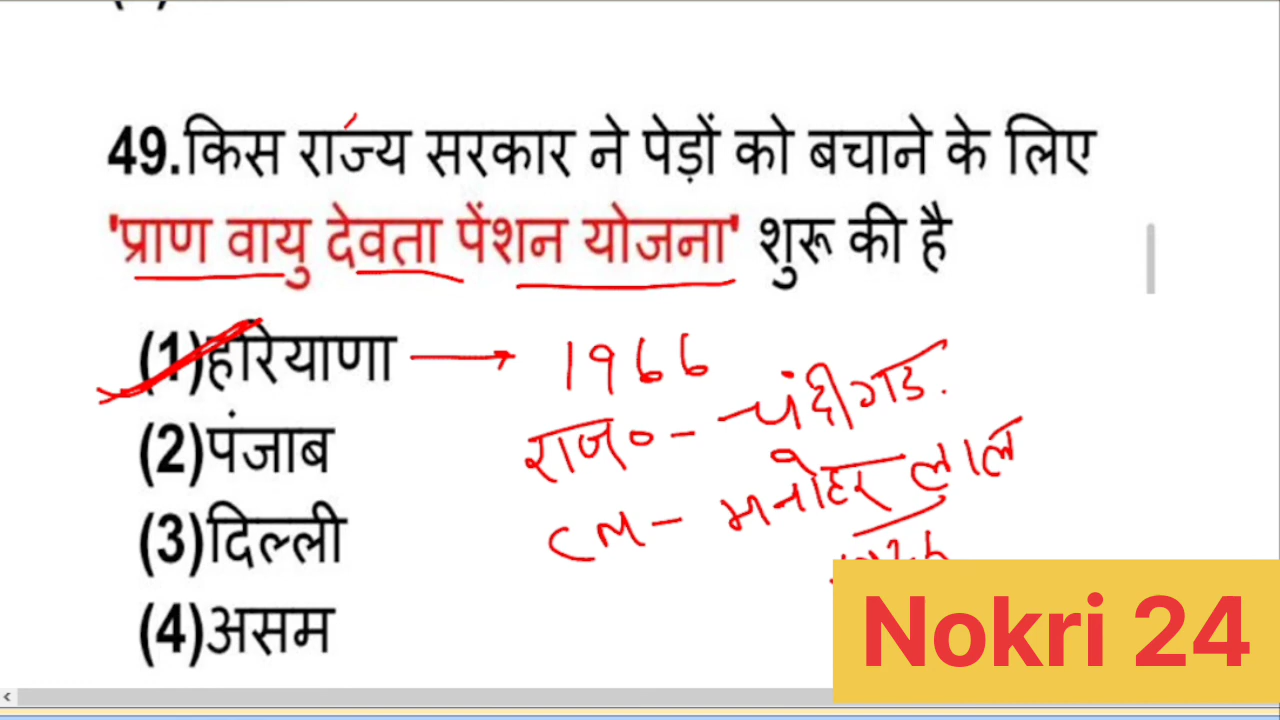 49.किस राज्य सरकार ने पेड़ों को बचाने के लिए
'प्राण वायु देवता पेंशन योजना' शुरू की है
(1)हरियाणा → 1966
राज० - चंडीगढ.
(2)पंजाब
CM - मनोहर लाल
(3)दिल्ली
(4)असम
Nokri 24